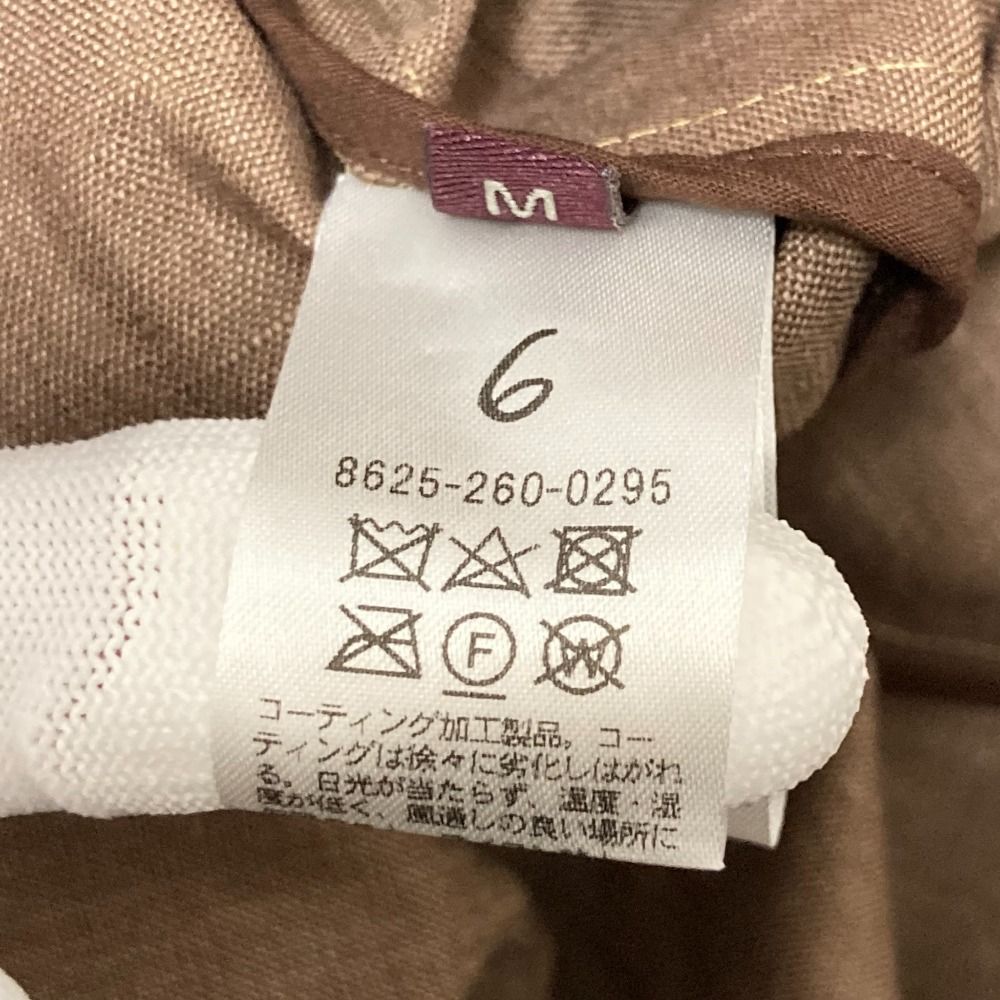 M
6
8625-260-0295
F
W
コーティング加工製品。コー
ティングは徐々に劣化しはがれ
る。日光が当たらず、温度・湿
度が低く、風通しの良い場所に